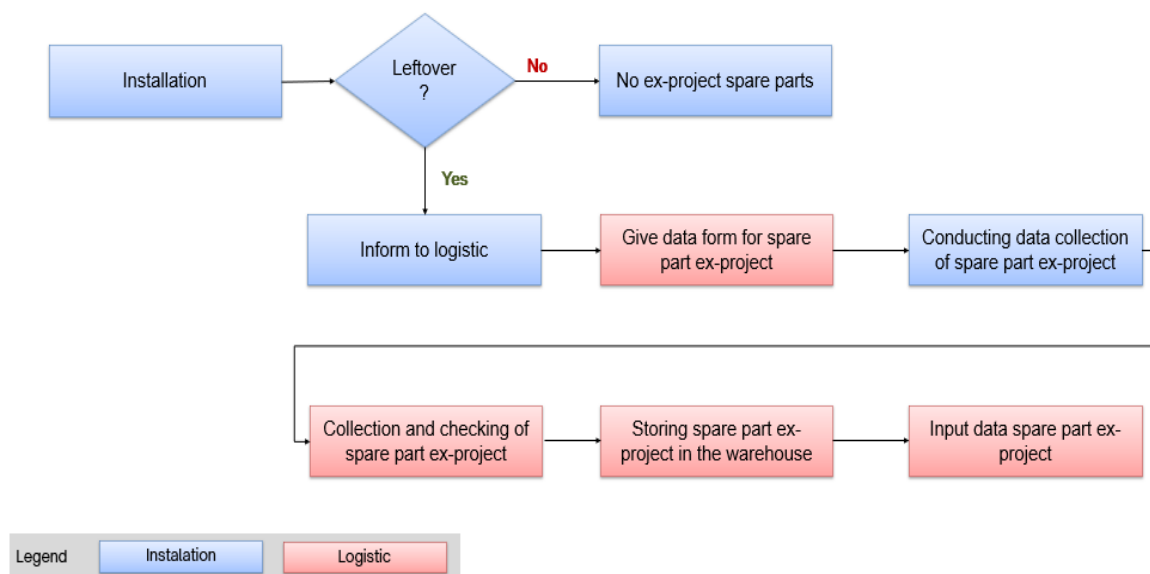 Installation
Leftover
?
No
No ex-project spare parts
Yes
Inform to logistic
Give data form for spare
part ex-project
Conducting data collection
of spare part ex-project
Collection and checking of
spare part ex-project
Storing spare part ex-
project in the warehouse
Input data spare part ex-
project
Legend
Instalation
Logistic